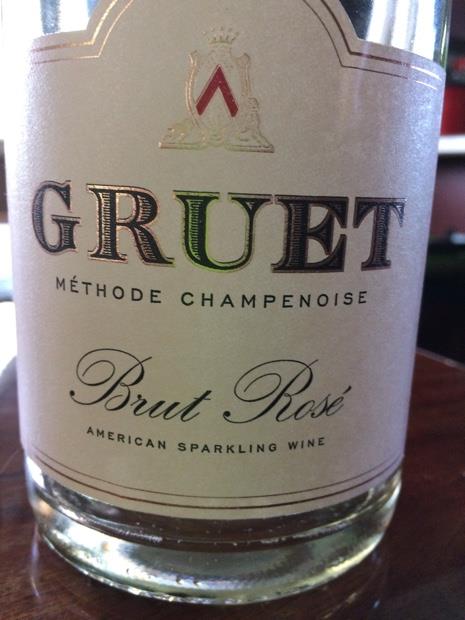 GRUET
MÉTHODE CHAMPENOISE
Brut Rosé
AMERICAN SPARKLING WINE